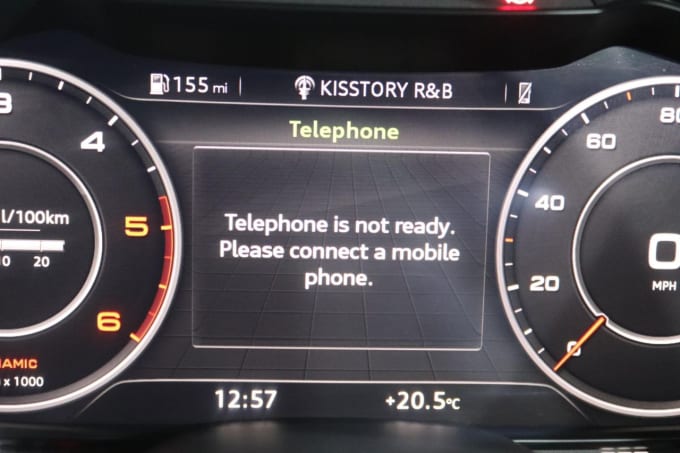 155 mi
KISSTORY R&B
Telephone
Telephone is not ready.
Please connect a mobile
phone.
3
4
5
6
l/100km
20
x 1000
80
60
40
20
0
0
MPH
12:57
+20.5°C